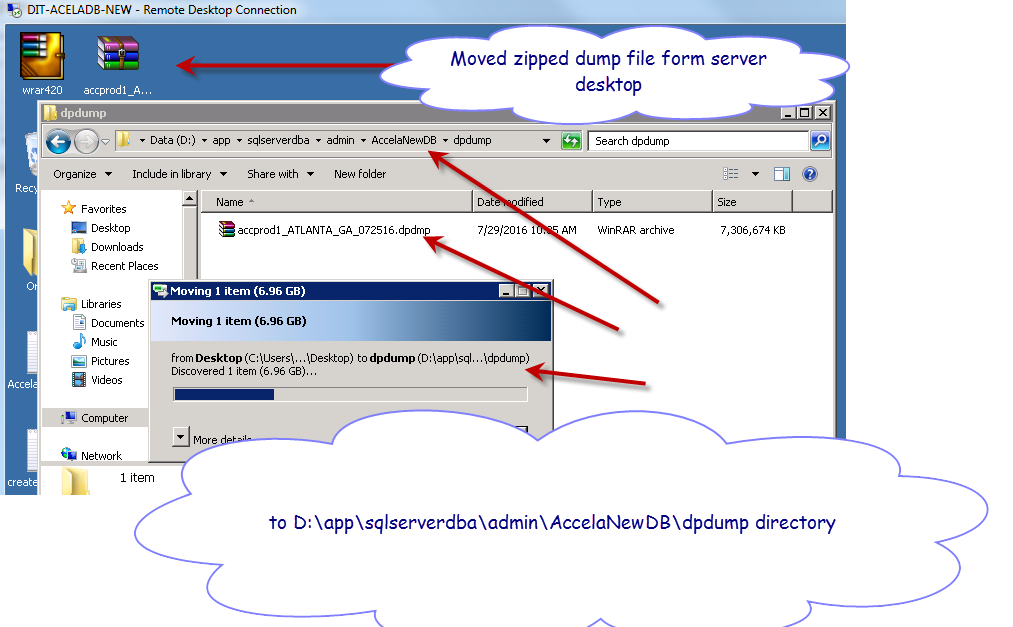 DIT-ACELADB-NEW - Remote Desktop Connection
Moved zipped dump file form server
desktop
wrar420
accprod1_A...
dpdump
Data (D:) app sqlserverdba admin AccelaNewDB dpdump
Search dpdump
Organize Include in library Share with New folder
Name Date modified Type Size
Favorites
Desktop
Downloads
Recent Places
Libraries
Documents
Music
Pictures
Videos
Computer
Network
accprod1_ATLANTA_GA_072516.dpdmp 7/29/2016 WinRAR archive 7,306,674 KB
Recy
Or
Accela
create
Moving 1 item (6.96 GB)
Moving 1 item (6.96 GB)
from Desktop (C:\Users\...\Desktop) to dpdump (D:\app\sql...\dpdump)
Discovered 1 item (6.96 GB)...
More details
1 item
to D:\app\sqlserverdba\admin\AccelaNewDB\dpdump directory